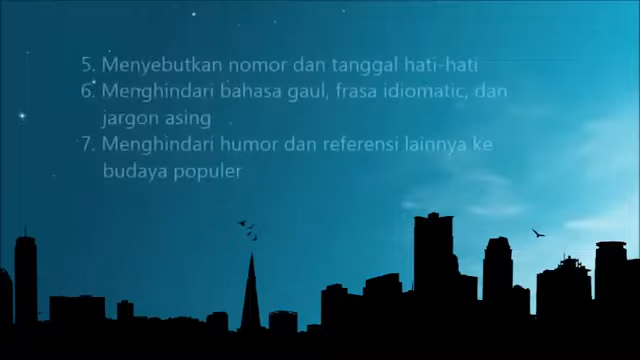 5. Menyebutkan nomor dan tanggal hati-hati
6. Menghindari bahasa gaul, frasa idiomatic, dan
jargon asing
7. Menghindari humor dan referensi lainnya ke
budaya populer